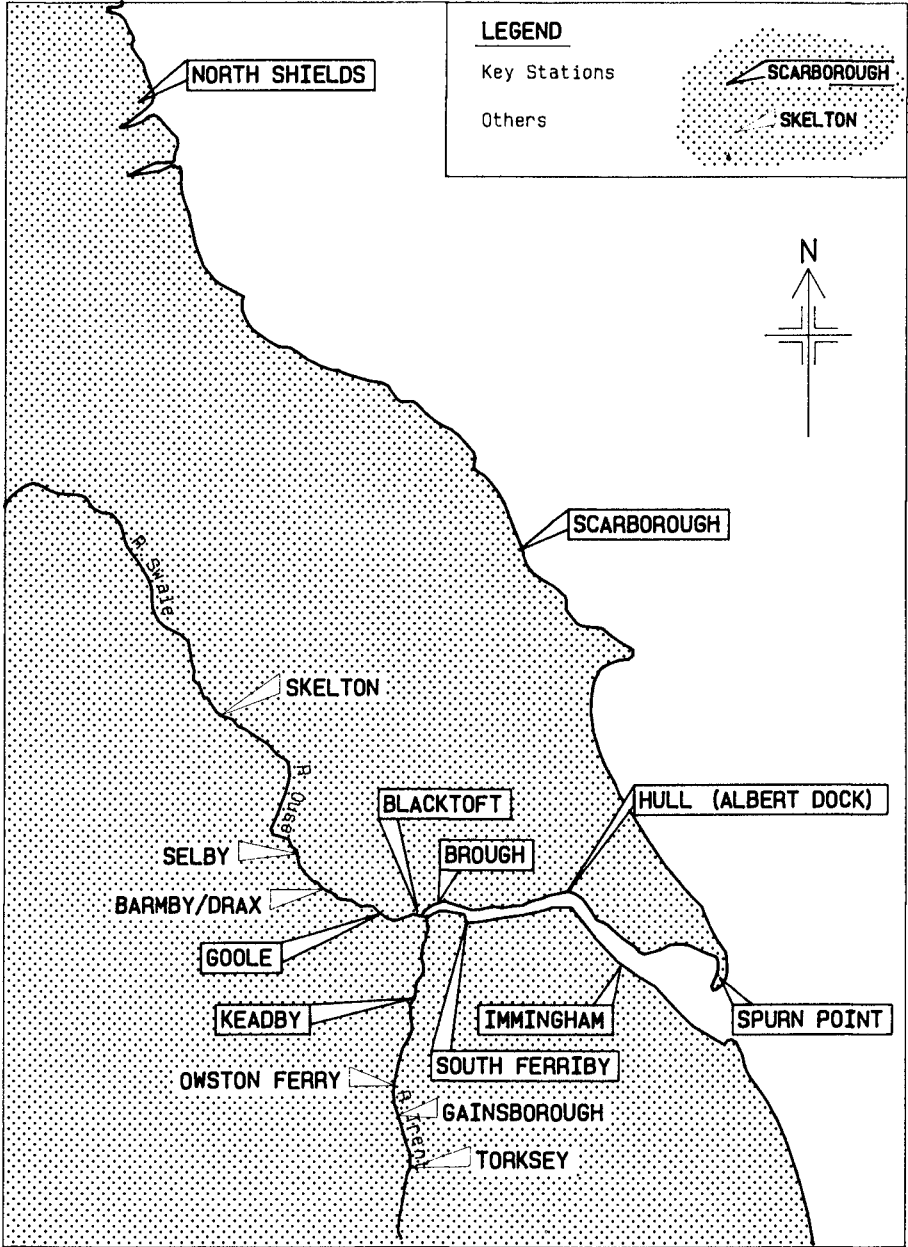 LEGEND
Key Stations
SCARBOROUGH
Others
SKELTON
NORTH SHIELDS
N
SCARBOROUGH
R Swale
SKELTON
R Ouse
BLACKTOFT
HULL (ALBERT DOCK)
SELBY
BROUGH
BARMBY/DRAX
GOOLE
KEADBY
IMMINGHAM
SPURN POINT
SOUTH FERRIBY
OWSTON FERRY
R. Trent
GAINSBOROUGH
TORKSEY